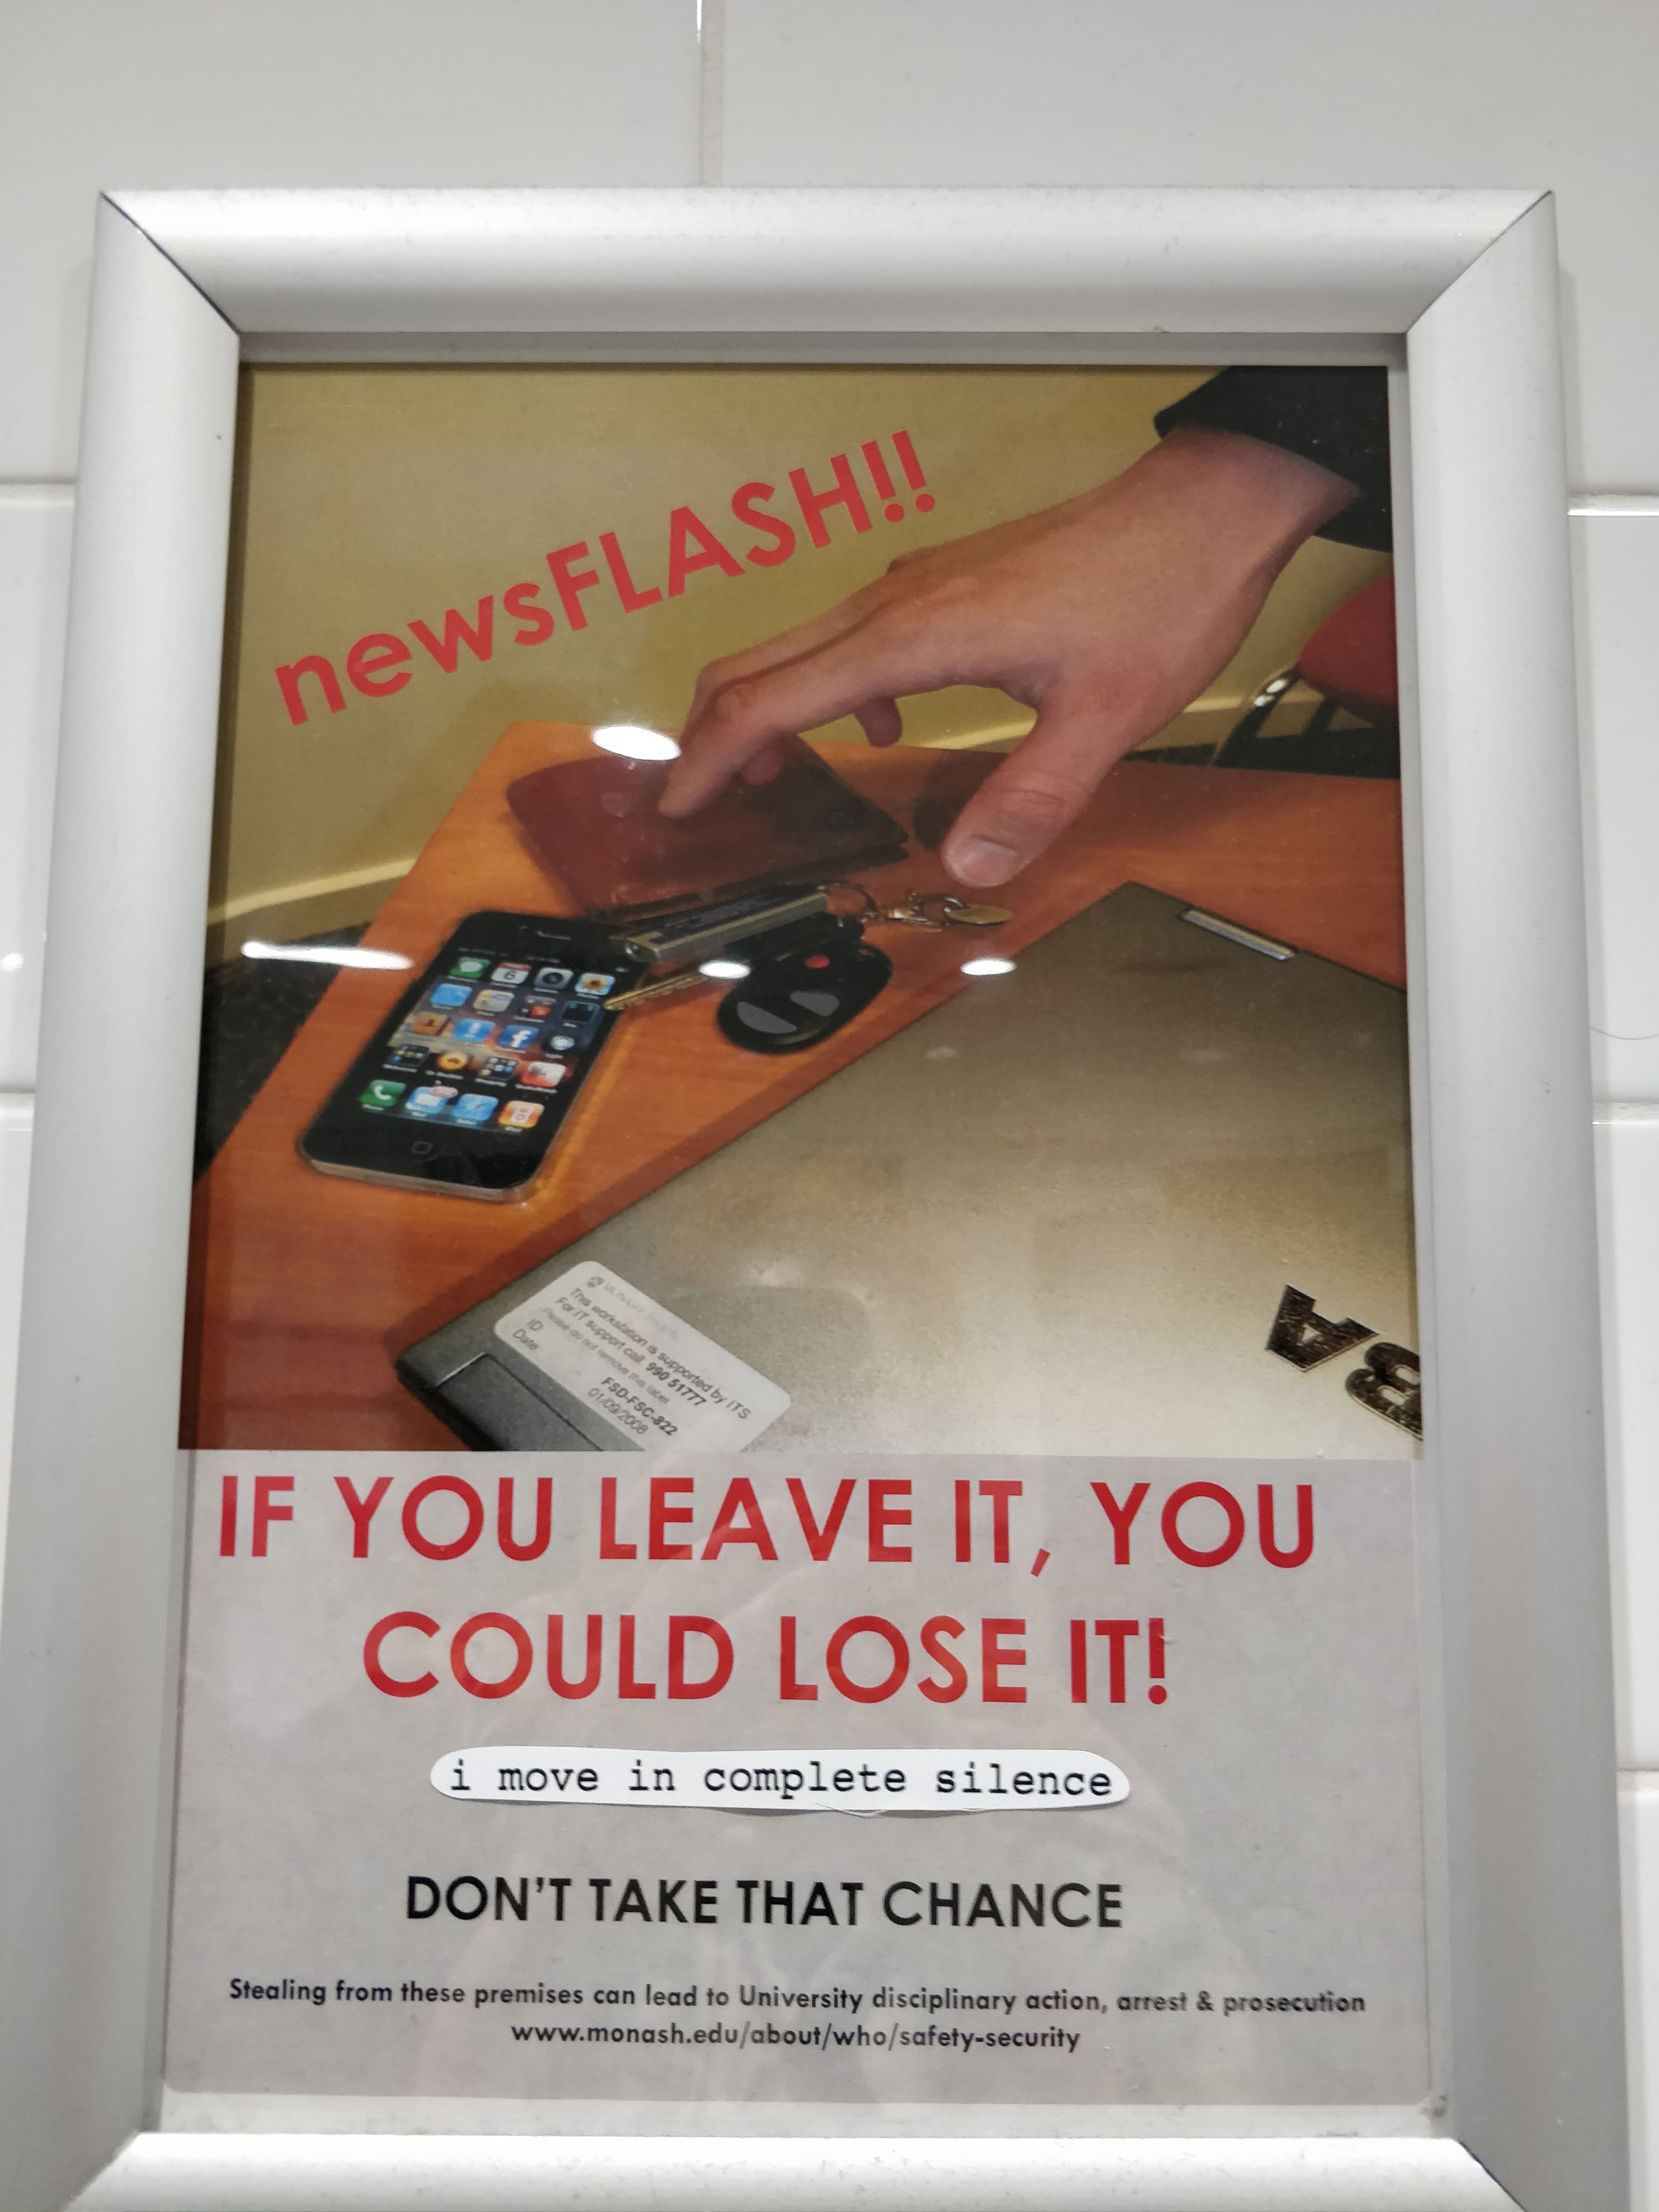 newsFLASH!!
This workstation is supported by ITS
For IT support call 990 51777
Please do not remove this label
ID FSD-FSC-822
Date 01/09/2008
IF YOU LEAVE IT, YOU
COULD LOSE IT!
i move in complete silence
DON'T TAKE THAT CHANCE
Stealing from these premises can lead to University disciplinary action, arrest & prosecution
www.monash.edu/about/who/safety-security